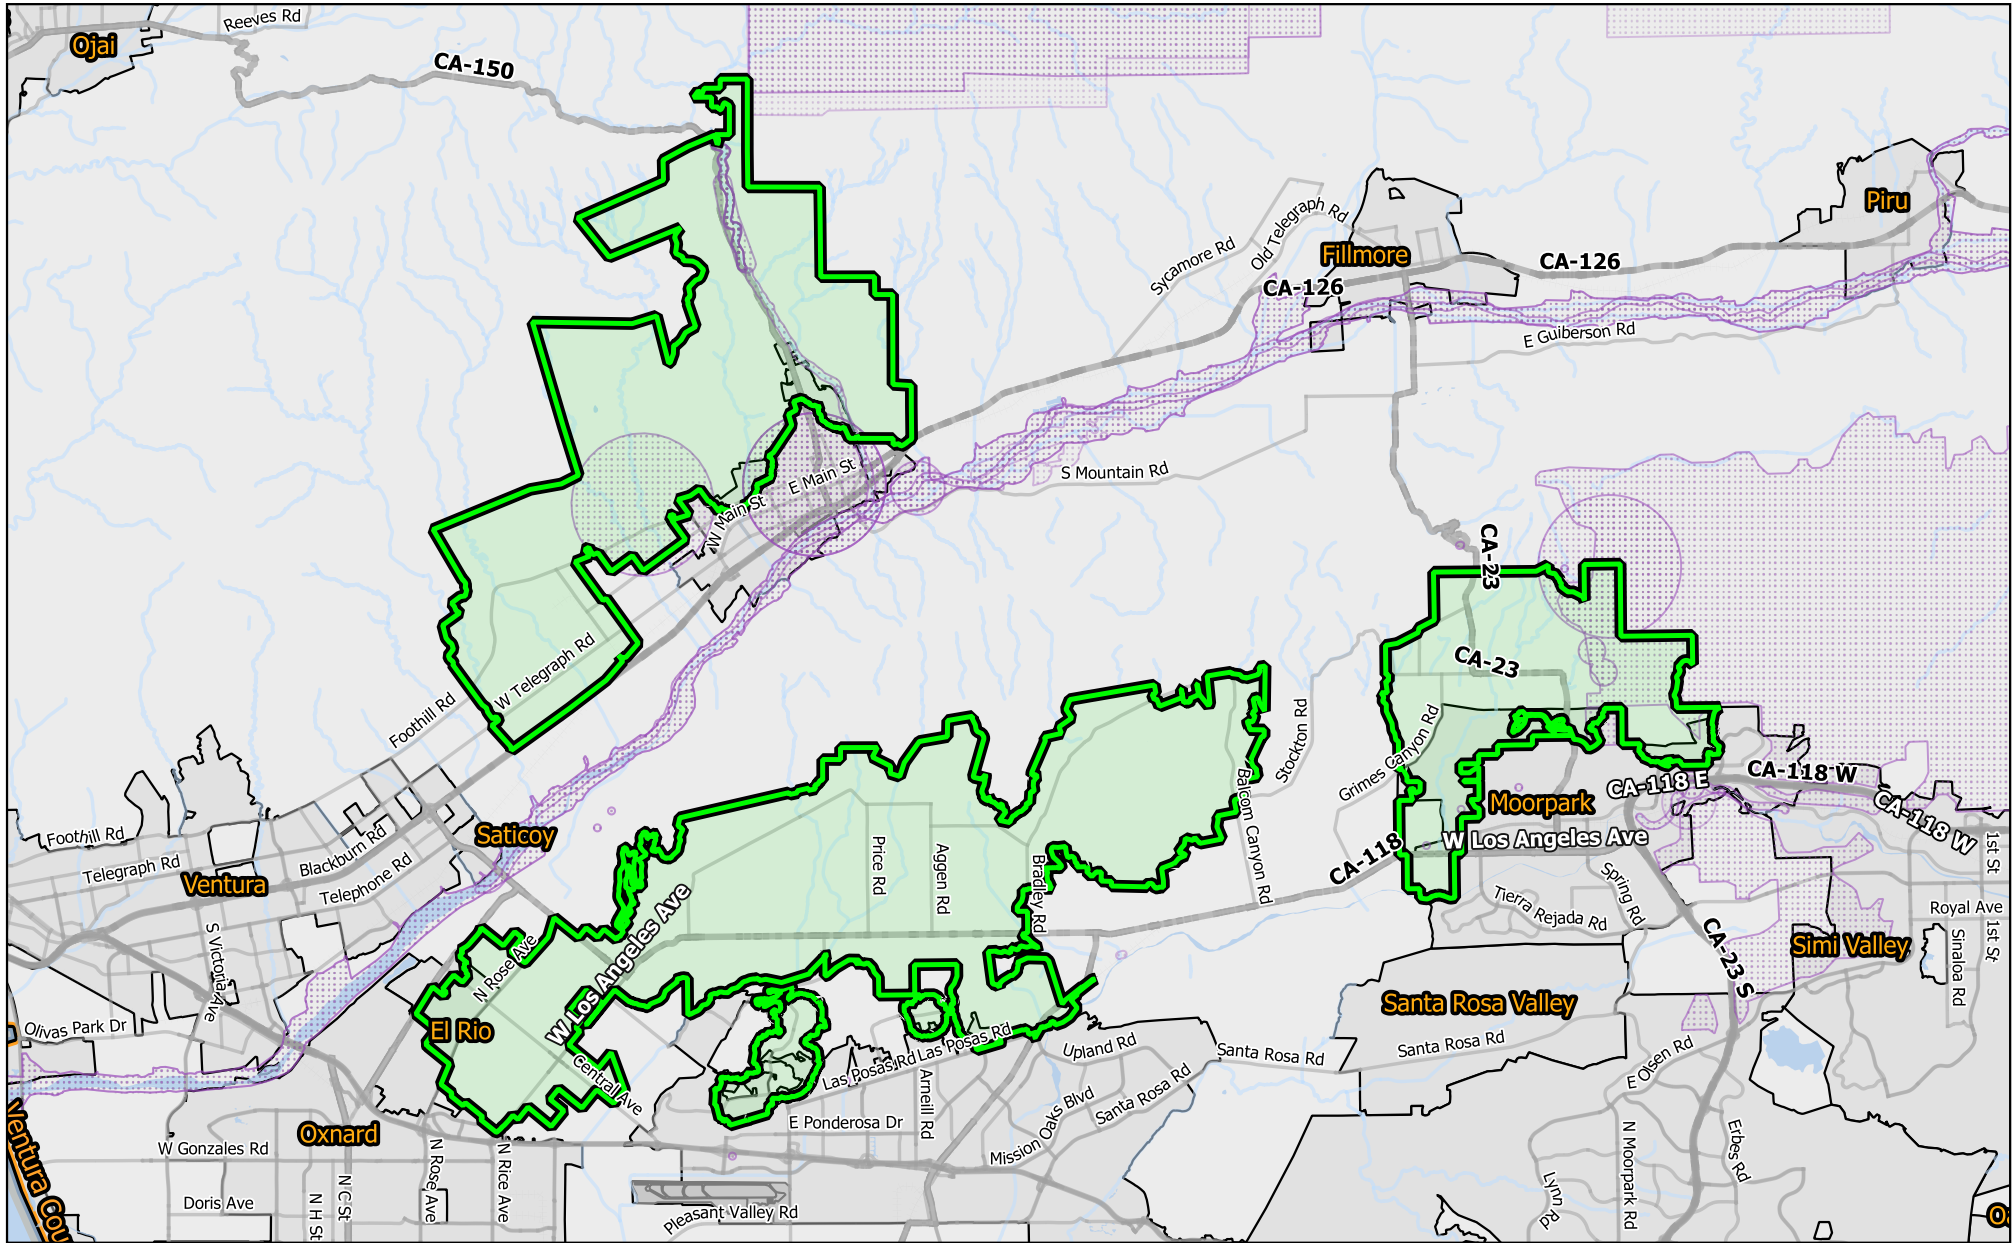 Reeves Rd
Ojai
CA-150
Piru
Old Telegraph Rd
Sycamore Rd
Fillmore
CA-126
CA-126
E Guiberson Rd
E Main St
S Mountain Rd
W Main St
CA-23
W Telegraph Rd
CA-23
Foothill Rd
Stockton Rd
Grimes Canyon Rd
CA-118 W
CA-118 E
Moorpark
CA-118 W
Balcom Canyon Rd
Foothill Rd
Saticoy
Blackburn Rd
W Los Angeles Ave
1st St
CA-118
Telegraph Rd
Price Rd
Aggen Rd
Ventura
Telephone Rd
Bradley Rd
Tierra Rejada Rd
Spring Rd
Royal Ave
W Los Angeles Ave
1st St
Simi Valley
Sinaloa Rd
S Victoria Ave
N Rose Ave
CA-23 S
Santa Rosa Valley
Olivas Park Dr
El Rio
Las Posas Rd
Las Posas Rd
Upland Rd
Santa Rosa Rd
Santa Rosa Rd
E Olsen Rd
Central Ave
Arneill Rd
Santa Rosa Rd
Mission Oaks Blvd
E Ponderosa Dr
Oxnard
W Gonzales Rd
N Rose Ave
N Rice Ave
N Moorpark Rd
Erbes Rd
Ventura Cou
Doris Ave
N H St
N C St
Pleasant Valley Rd
Lynn Rd